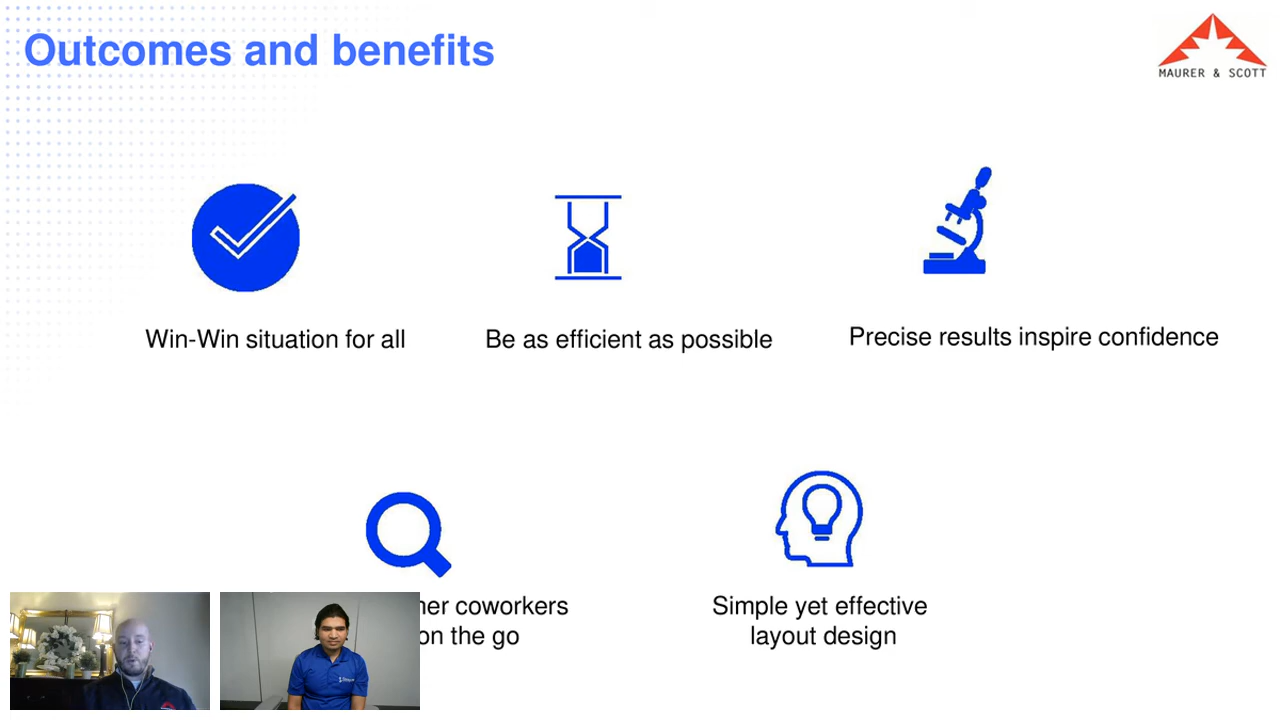 Outcomes and benefits
MAURER & SCOTT
Win-Win situation for all
Be as efficient as possible
Precise results inspire confidence
coworkers
on the go
Simple yet effective
layout design